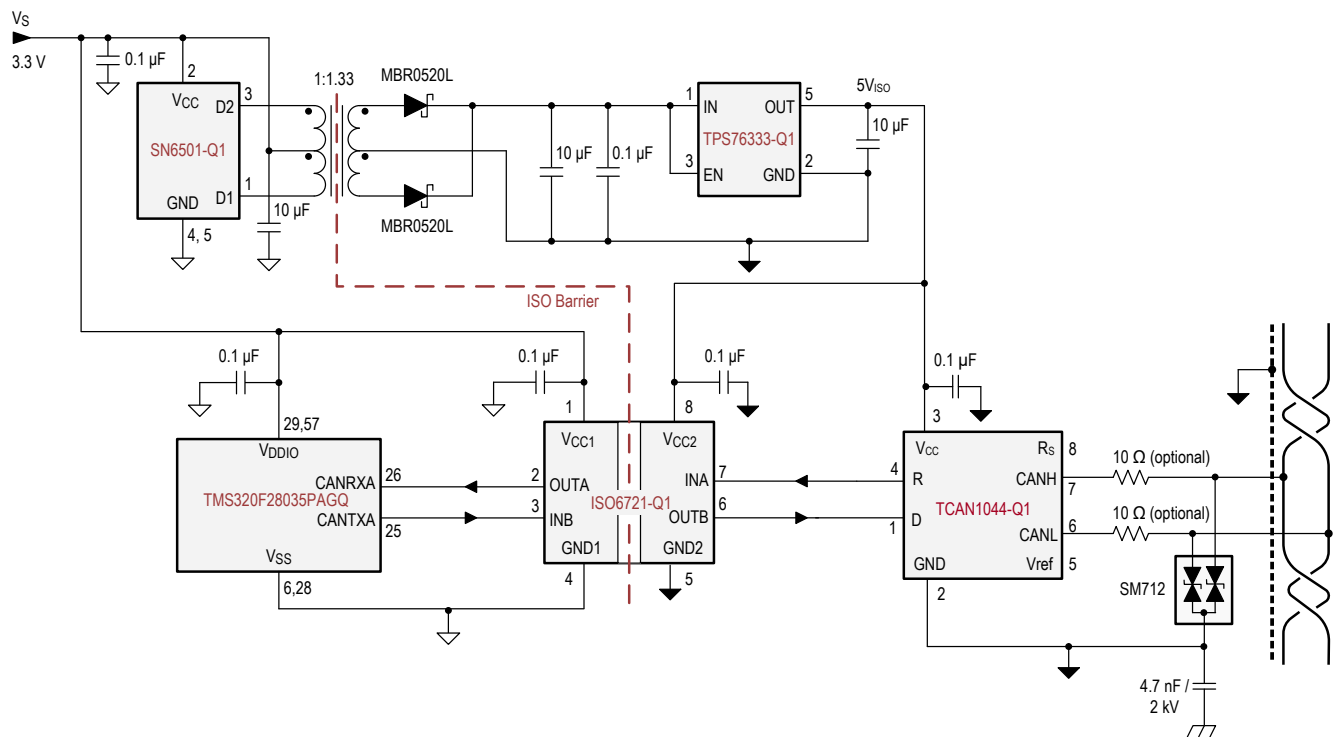 VS
3.3 V
0.1 µF
2
VCC
D2
3
SN6501-Q1
D1
1
GND
4, 5
10 µF
1:1.33
MBR0520L
MBR0520L
10 µF
0.1 µF
1
IN
OUT
5
TPS76333-Q1
3
EN
GND
2
5VISO
10 µF
ISO Barrier
0.1 µF
0.1 µF
0.1 µF
0.1 µF
29,57
VDDIO
CANRXA
26
TMS320F28035PAGQ
CANTXA
25
VSS
6,28
1
VCC1
2
OUTA
3
INB
GND1
4
ISO6721-Q1
8
VCC2
INA
7
OUTB
6
GND2
5
3
VCC
RS
8
4
R
CANH
7
TCAN1044-Q1
1
D
CANL
6
GND
Vref
5
2
10 Ω (optional)
10 Ω (optional)
SM712
4.7 nF /
2 kV